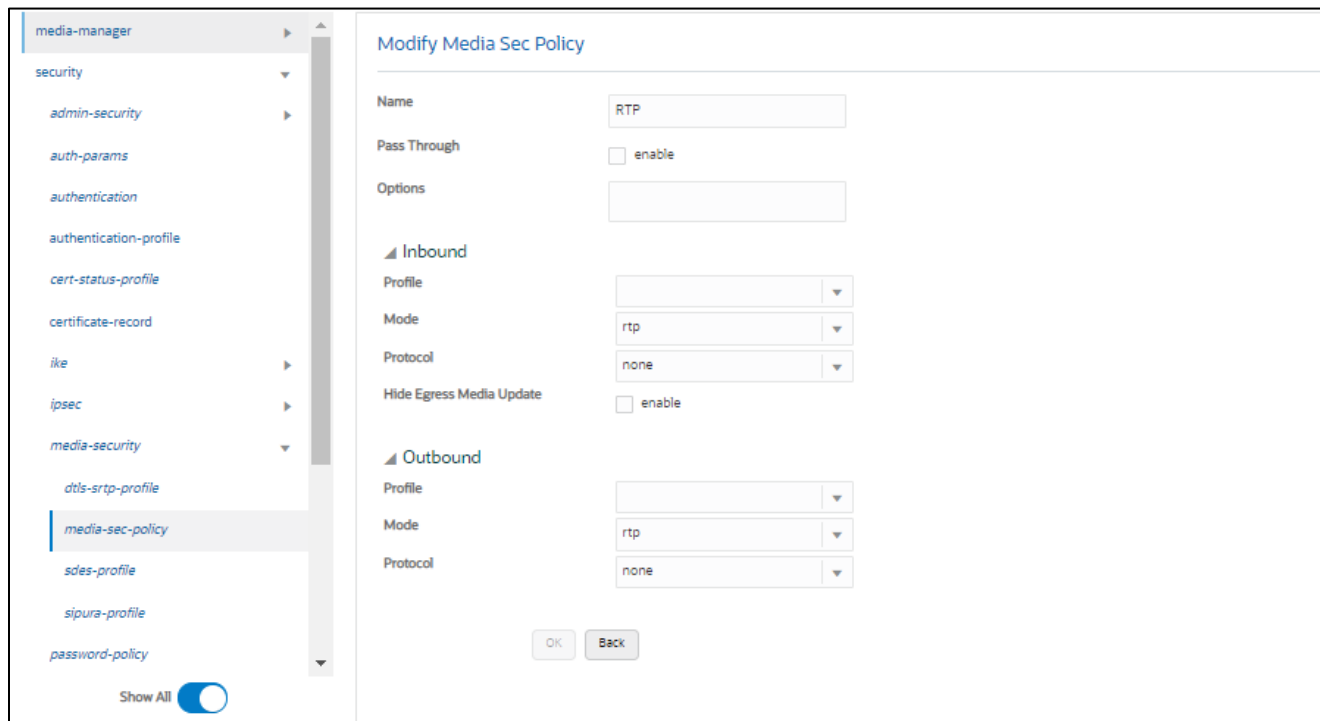 media-manager
security
admin-security
auth-params
authentication
authentication-profile
cert-status-profile
certificate-record
ike
ipsec
media-security
dtls-srtp-profile
media-sec-policy
sdes-profile
sipura-profile
password-policy
Show All
Modify Media Sec Policy
Name RTP
Pass Through enable
Options
Inbound
Profile
Mode rtp
Protocol none
Hide Egress Media Update enable
Outbound
Profile
Mode rtp
Protocol none
OK Back